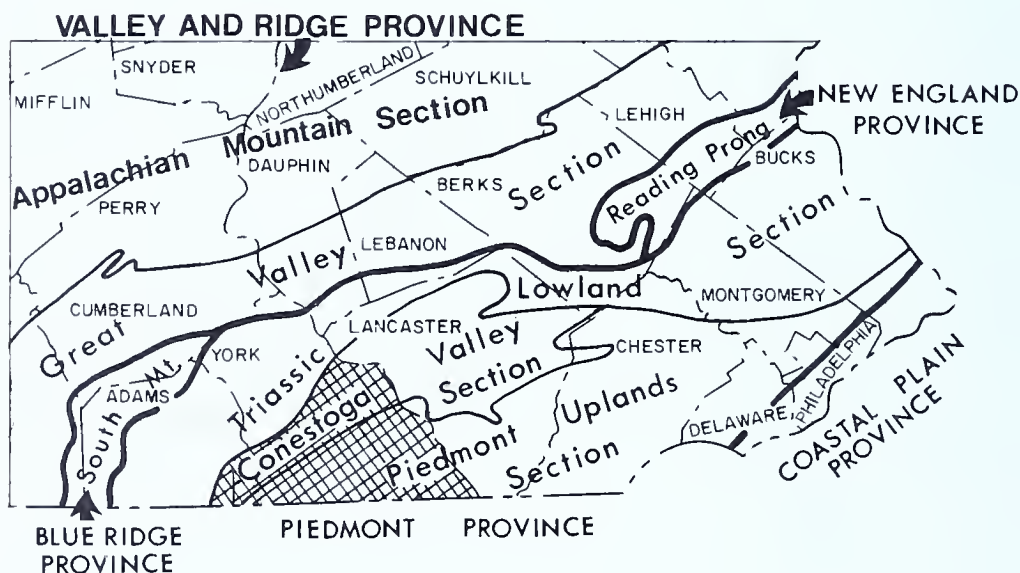 VALLEY AND RIDGE PROVINCE
SNYDER
MIFFLIN
NORTHUMBERLAND
SCHUYLKILL
Appalachian Mountain Section
LEHIGH
NEW ENGLAND
PROVINCE
Reading Prong
BUCKS
DAUPHIN
PERRY
BERKS
Great Valley Section
LEBANON
CUMBERLAND
Triassic Lowland Section
MONTGOMERY
LANCASTER
YORK
ADAMS
South Mt.
Conestoga Valley
Section
CHESTER
Piedmont Uplands
Section
DELAWARE
PHILADELPHIA
COASTAL PLAIN
PROVINCE
BLUE RIDGE
PROVINCE
PIEDMONT PROVINCE